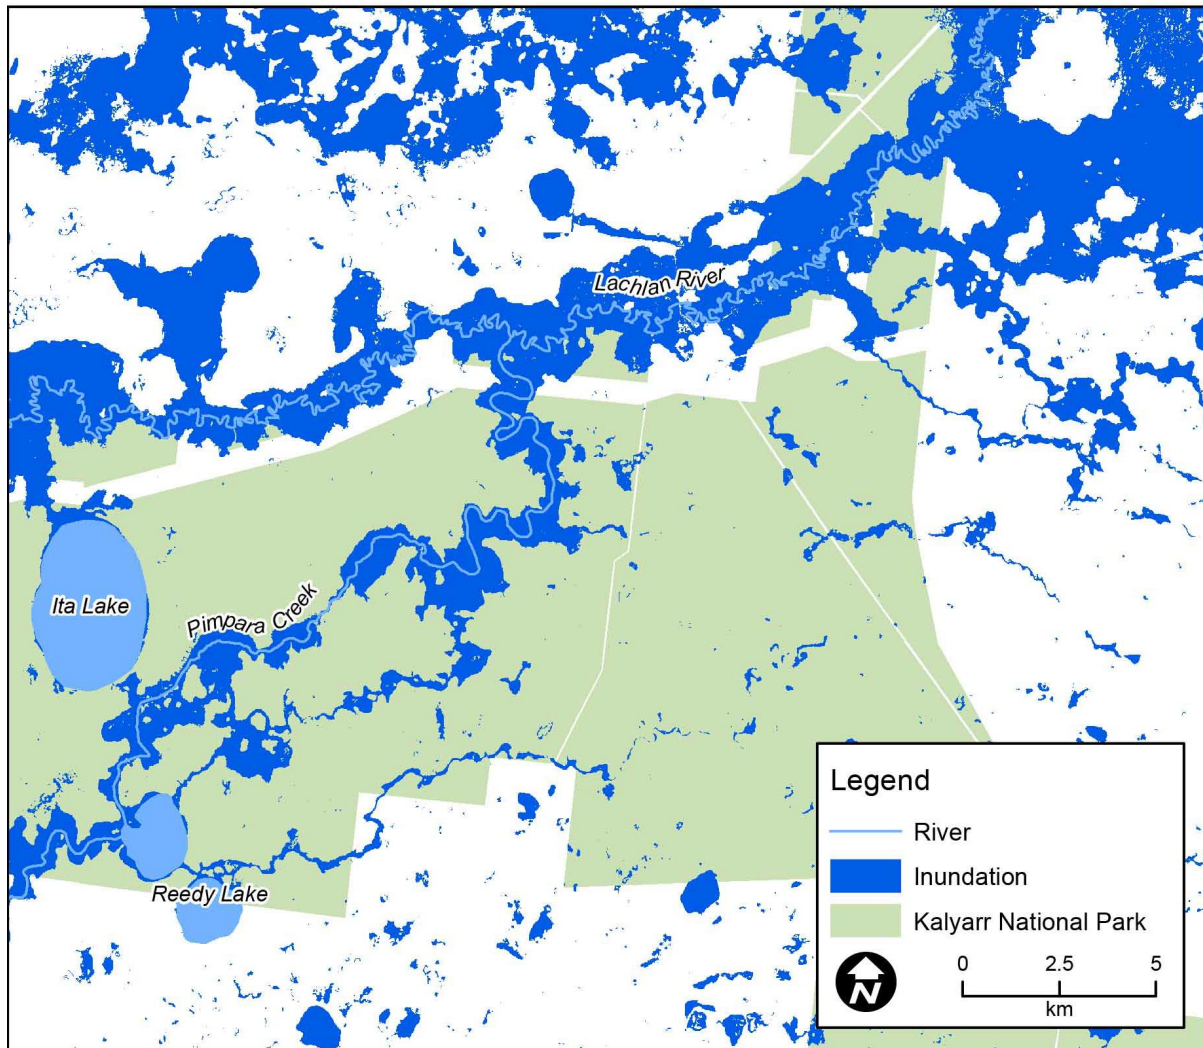 Lachlan River
Ita Lake
Pimpara Creek
Reedy Lake
Legend
River
Inundation
Kalyarr National Park
N
0 2.5 5
km